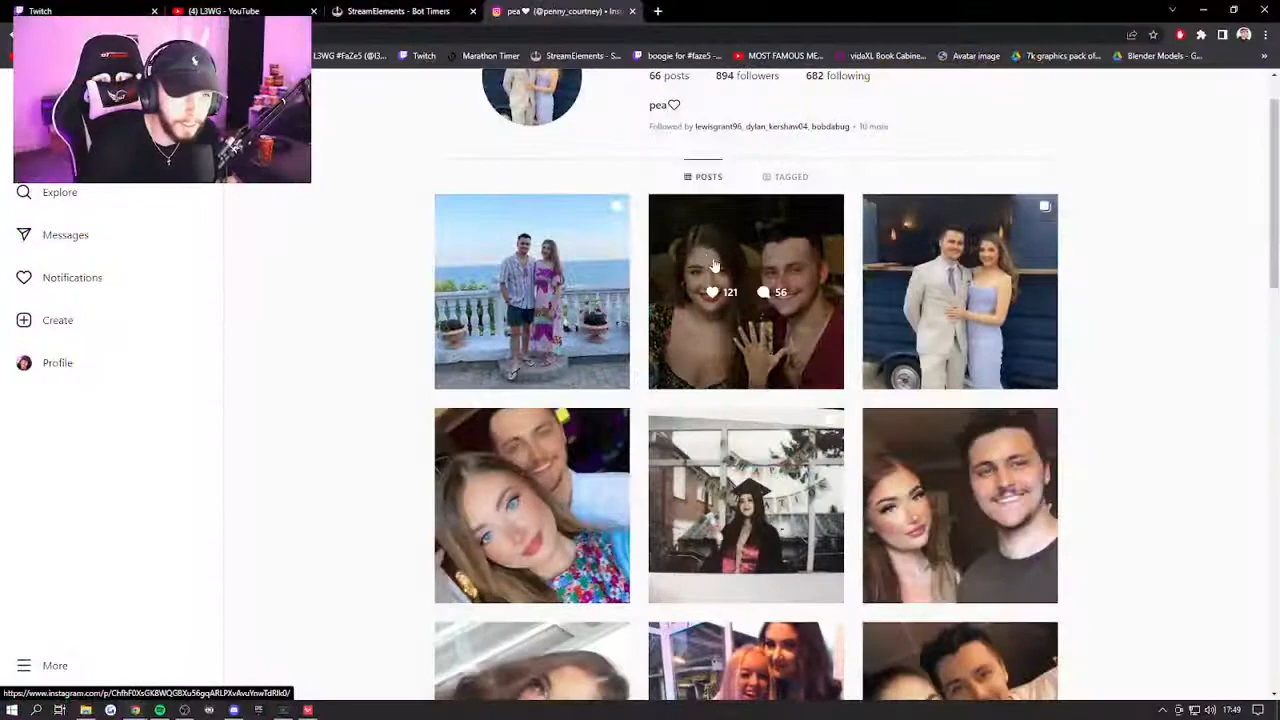 Twitch
(4) L3WG - YouTube
StreamElements - Bot Timers
pea🤍 (@penny_courtney) • Ins
L3WG #FaZe5 (@l3...
Twitch
Marathon Timer
StreamElements - S...
boogie for #faze5 -...
MOST FAMOUS ME...
vidaXL Book Cabine...
Avatar image
7k graphics pack of...
Blender Models – G...
66 posts
894 followers
682 following
pea♡
Followed by lewisgrant96, dylan_kershaw04, bobdabug + 10 more
POSTS
TAGGED
Explore
Messages
Notifications
Create
Profile
121
56
More
17:49